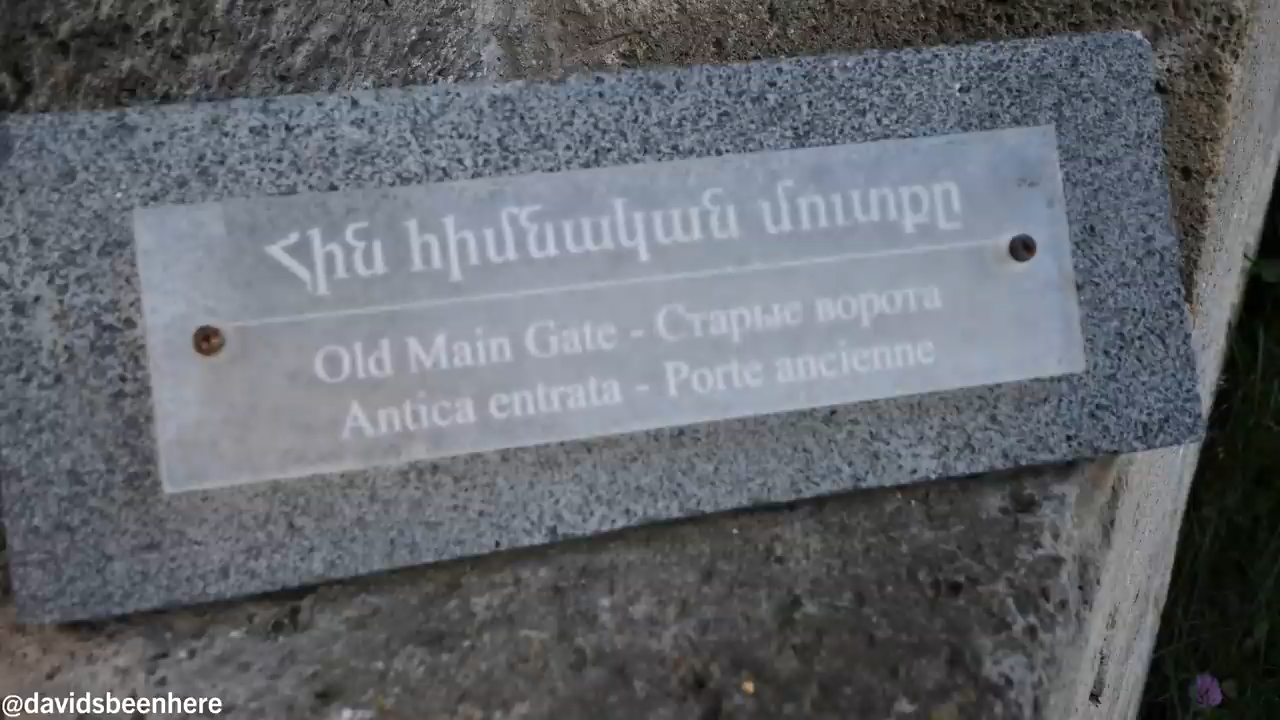 Հին հիմնական մուտքը
Old Main Gate - Старые ворота
Antica entrata - Porte ancienne
@davidsbeenhere